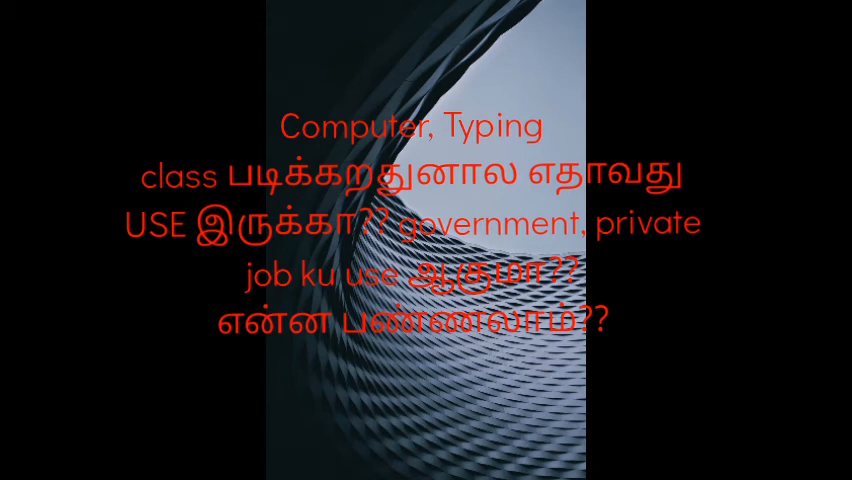 Computer, Typing
class படிக்கறதுனால எதாவது
USE இருக்கா?? government, private
job ku use ஆகுமா??
என்ன பண்ணலாம்??